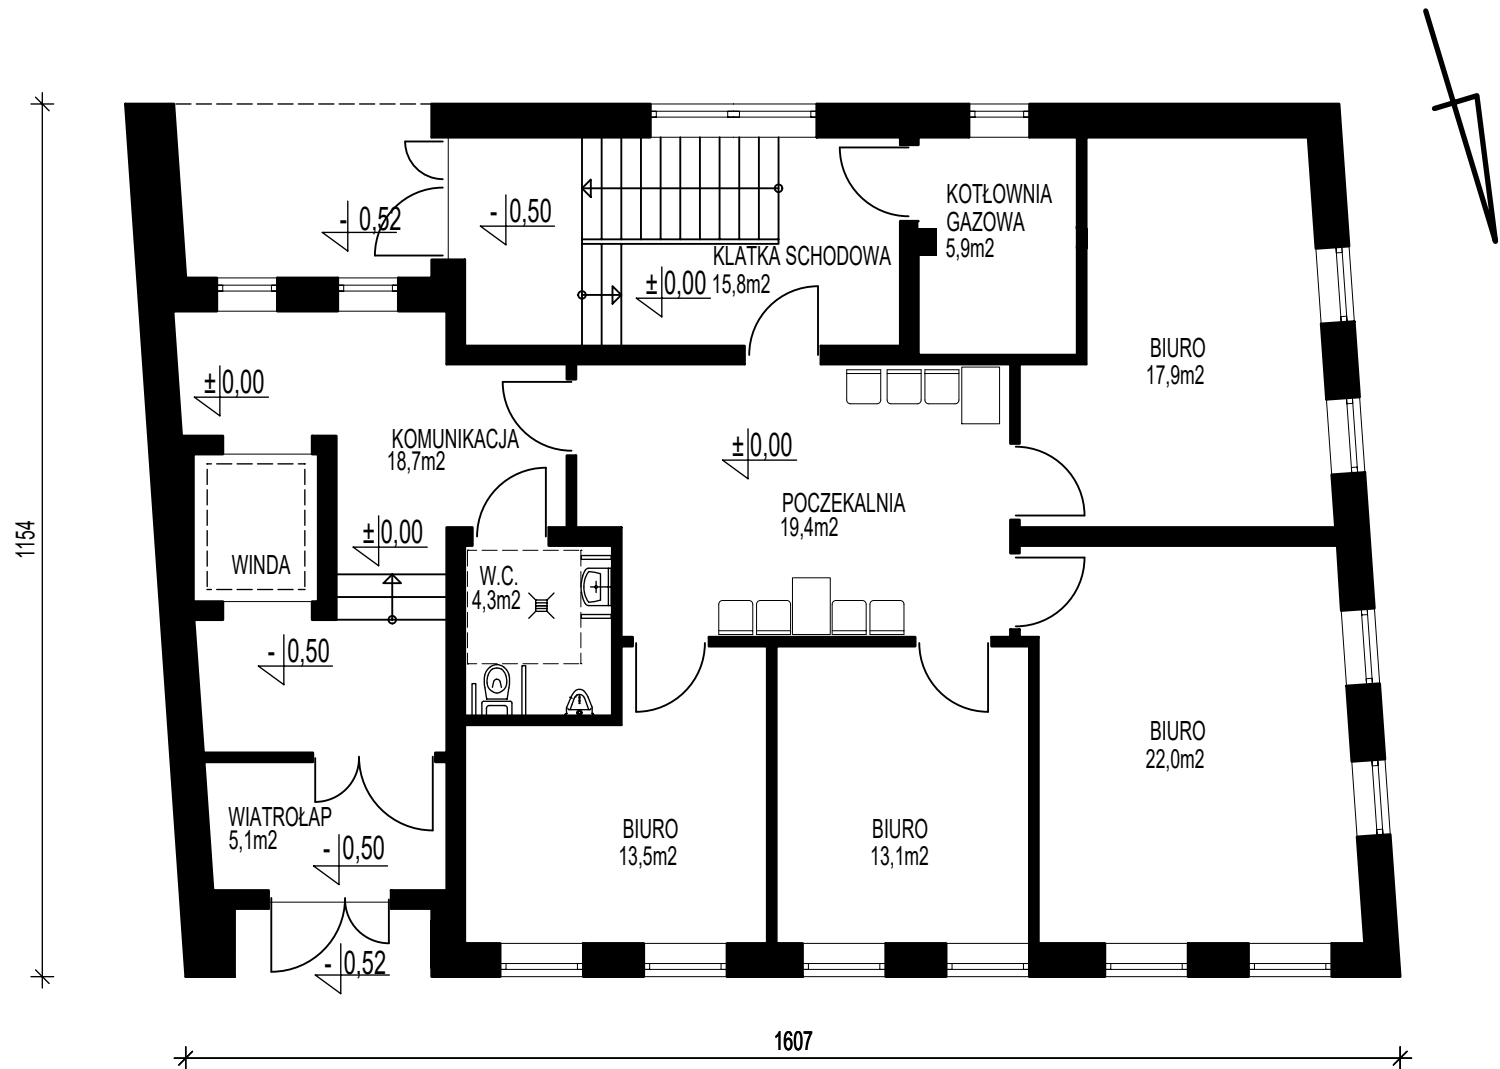 - 0,52
- 0,50
KOTŁOWNIA
GAZOWA
5,9m2
KLATKA SCHODOWA
15,8m2
±0,00
BIURO
17,9m2
±0,00
KOMUNIKACJA
18,7m2
±0,00
POCZEKALNIA
19,4m2
1154
±0,00
WINDA
W.C.
4,3m2
- 0,50
BIURO
22,0m2
WIATROŁAP
5,1m2
- 0,50
BIURO
13,5m2
BIURO
13,1m2
- 0,52
1607